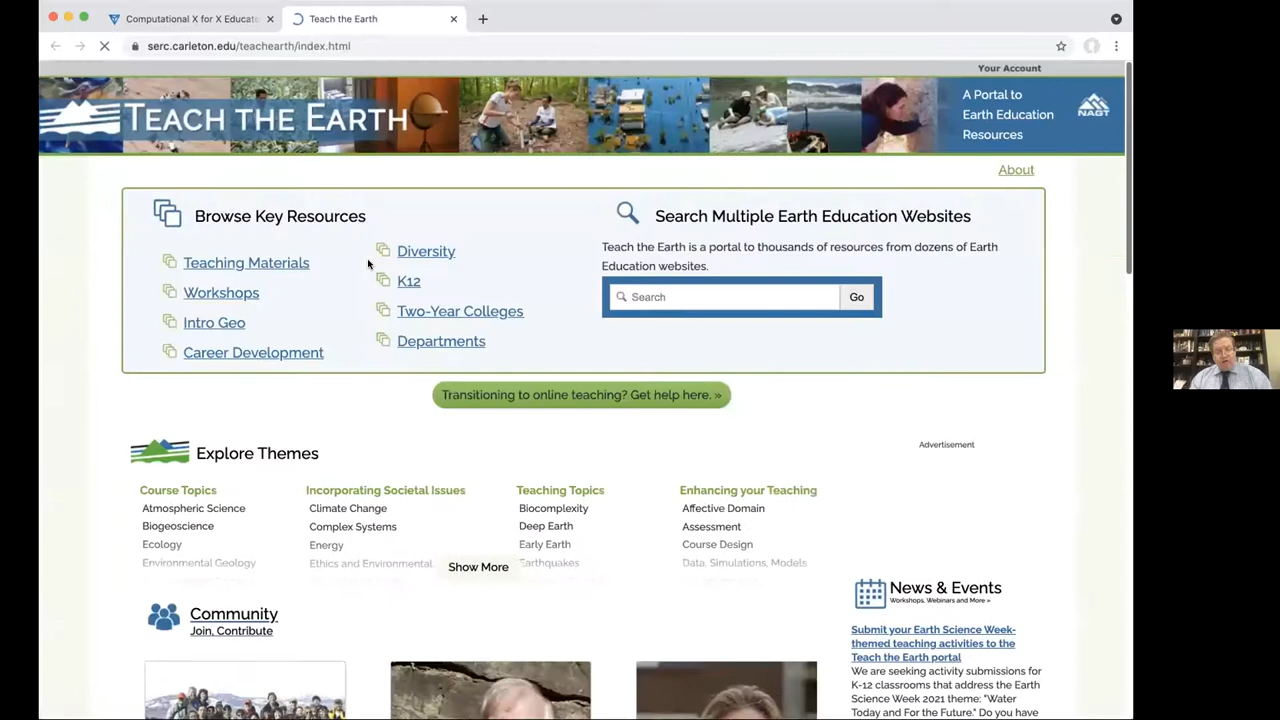 Computational X for X Educat
Teach the Earth
serc.carleton.edu/teachearth/index.html
Your Account
TEACH THE EARTH
A Portal to
Earth Education
Resources
NAGT
About
Browse Key Resources
Teaching Materials
Workshops
Intro Geo
Career Development
Diversity
K12
Two-Year Colleges
Departments
Search Multiple Earth Education Websites
Teach the Earth is a portal to thousands of resources from dozens of Earth
Education websites.
Search
Go
Transitioning to online teaching? Get help here. »
Explore Themes
Course Topics
Atmospheric Science
Biogeoscience
Ecology
Environmental Geology
Incorporating Societal Issues
Climate Change
Complex Systems
Energy
Ethics and Environmental
Teaching Topics
Biocomplexity
Deep Earth
Early Earth
Earthquakes
Enhancing your Teaching
Affective Domain
Assessment
Course Design
Data, Simulations, Models
Show More
Advertisement
Community
Join, Contribute
News & Events
Workshops, Webinars and More »
Submit your Earth Science Week-
themed teaching activities to the
Teach the Earth portal
We are seeking activity submissions for
K-12 classrooms that address the Earth
Science Week 2021 theme: "Water
Today and For the Future." Do you have